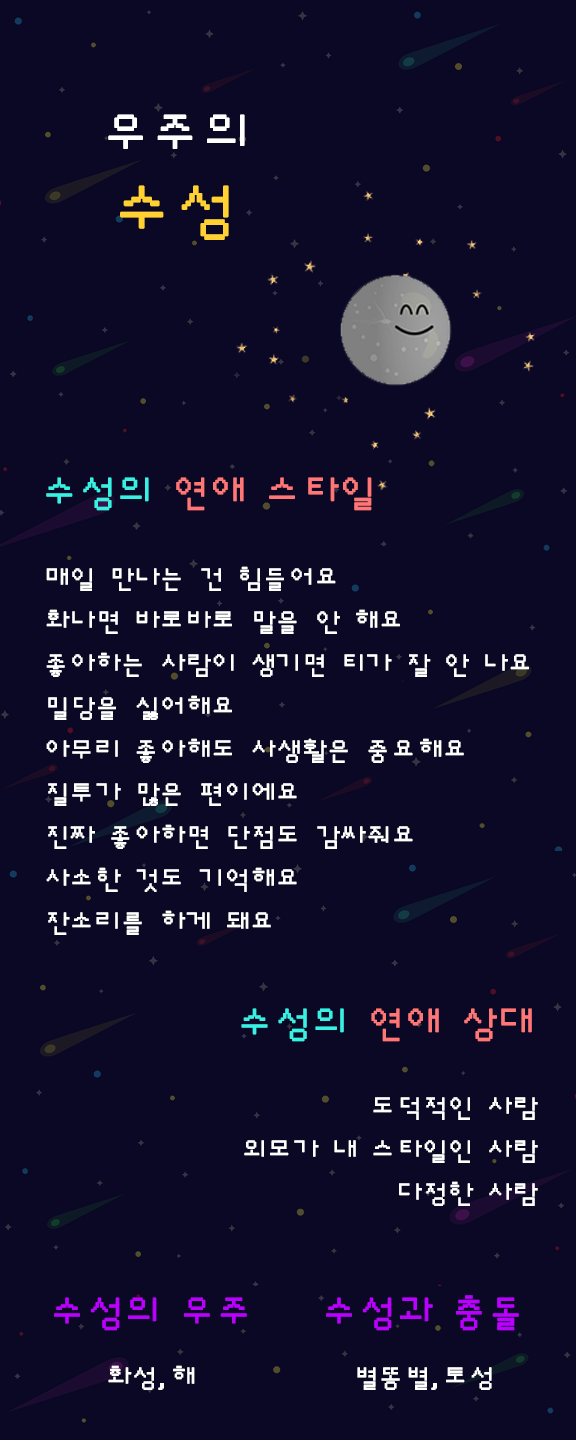 우주의
수성
수성의 연애 스타일
매일 만나는 건 힘들어요
화나면 바로바로 말을 안 해요
좋아하는 사람이 생기면 티가 잘 안 나요
밀당을 싫어해요
아무리 좋아해도 사생활은 중요해요
질투가 많은 편이에요
진짜 좋아하면 단점도 감싸줘요
사소한 것도 기억해요
잔소리를 하게 돼요
수성의 연애 상대
도덕적인 사람
외모가 내 스타일인 사람
다정한 사람
수성의 우주 수성과 충돌
화성, 해 별똥별, 토성